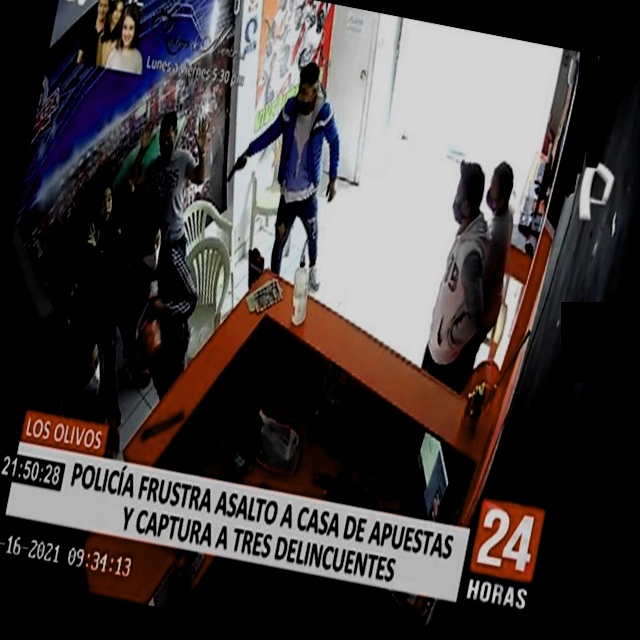 Lunes a viernes 5:30
LOS OLIVOS
21:50:28
POLICÍA FRUSTRA ASALTO A CASA DE APUESTAS
Y CAPTURA A TRES DELINCUENTES
24
HORAS
-16-2021 09:34:13